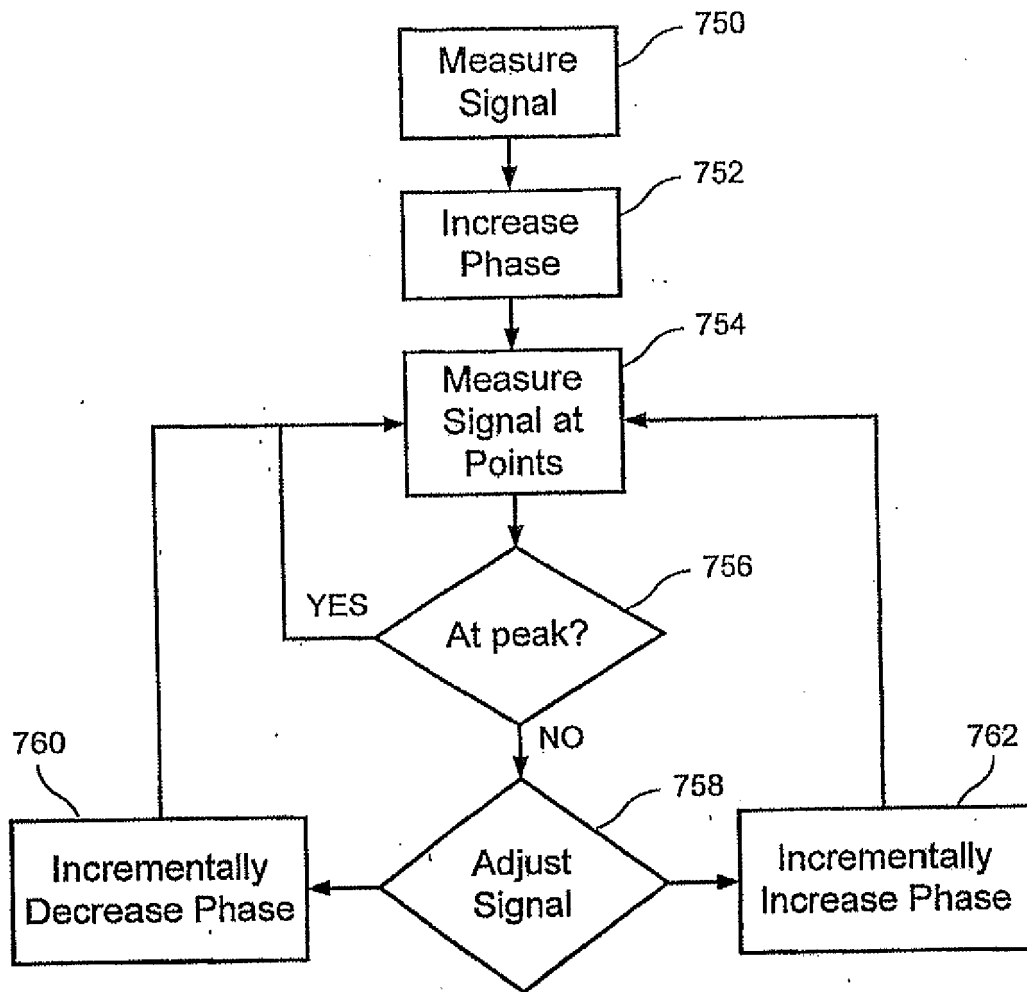 750
Measure
Signal
752
Increase
Phase
754
Measure
Signal at
Points
756
YES
At peak?
NO
760
762
758
Incrementally
Decrease Phase
Adjust
Signal
Incrementally
Increase Phase